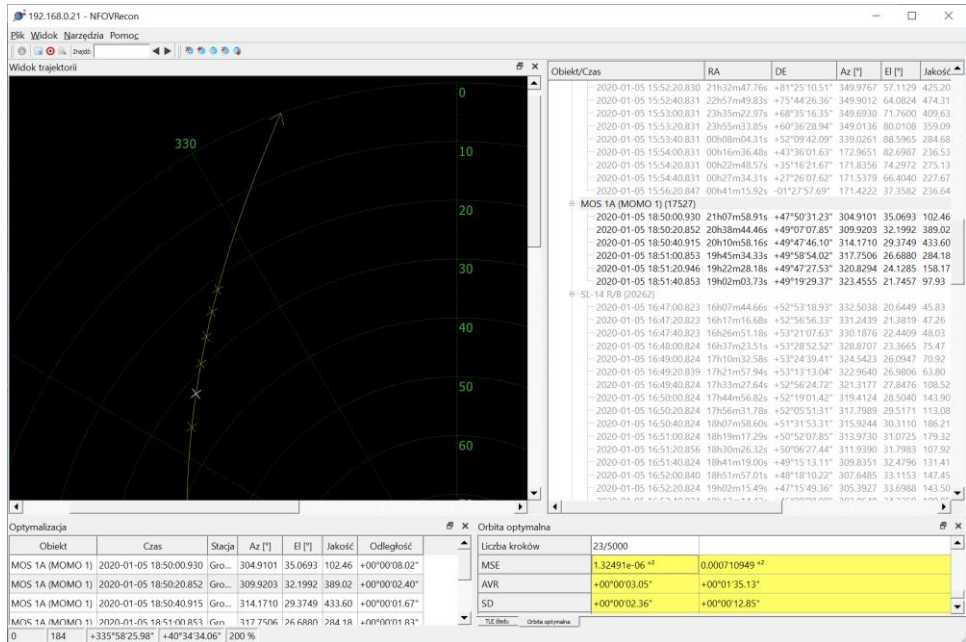 192.168.0.21 - NFOVRecon
Plik Widok Narzędzia Pomoc
Znajdź
Widok trajektorii
330
0
10
20
30
40
50
60
Obiekt/Czas RA DE Az [°] El [°] Jakość
2020-01-05 15:52:20.830 21h32m47.76s +81°25'10.51" 349.9767 57.1129 425.20
2020-01-05 15:52:40.831 22h57m49.83s +75°44'26.36" 349.9012 64.0824 474.31
2020-01-05 15:53:00.831 23h35m22.97s +68°35'16.35" 349.6930 71.7600 409.63
2020-01-05 15:53:20.831 23h55m33.85s +60°36'28.94" 349.0136 80.0108 359.09
2020-01-05 15:53:40.831 00h08m04.31s +52°09'42.09" 339.0261 88.5965 284.68
2020-01-05 15:54:00.831 00h16m36.48s +43°36'01.63" 172.9651 82.6987 236.53
2020-01-05 15:54:20.831 00h22m48.57s +35°16'21.67" 171.8356 74.2972 275.13
2020-01-05 15:54:40.831 00h27m34.31s +27°26'07.62" 171.5379 66.4040 227.67
2020-01-05 15:56:20.847 00h41m15.92s -01°27'57.69" 171.4222 37.3582 236.64
MOS 1A (MOMO 1) (17527)
2020-01-05 18:50:00.930 21h07m58.91s +47°50'31.23" 304.9101 35.0693 102.46
2020-01-05 18:50:20.852 20h38m44.46s +49°07'07.85" 309.9203 32.1992 389.02
2020-01-05 18:50:40.915 20h10m58.16s +49°47'46.10" 314.1710 29.3749 433.60
2020-01-05 18:51:00.853 19h45m34.33s +49°58'54.02" 317.7506 26.6880 284.18
2020-01-05 18:51:20.946 19h22m28.18s +49°47'27.53" 320.8294 24.1285 158.17
2020-01-05 18:51:40.853 19h02m03.73s +49°19'29.37" 323.4555 21.7457 97.93
SL-14 R/B (20262)
2020-01-05 16:47:00.823 16h07m44.66s +52°53'18.93" 332.5038 20.6449 45.83
2020-01-05 16:47:20.823 16h17m16.68s +52°56'56.33" 331.2439 21.3819 47.26
2020-01-05 16:47:40.823 16h26m51.18s +53°21'07.63" 330.1876 22.4409 48.03
2020-01-05 16:48:00.824 16h37m23.51s +53°28'52.52" 328.8707 23.3665 75.47
2020-01-05 16:49:00.824 17h10m32.58s +53°24'39.41" 324.5423 26.0947 70.92
2020-01-05 16:49:20.839 17h21m57.94s +53°13'13.04" 322.9640 26.9806 63.80
2020-01-05 16:49:40.824 17h33m27.64s +52°56'24.72" 321.3177 27.8476 108.52
2020-01-05 16:50:00.824 17h44m56.82s +52°19'01.42" 319.4124 28.5040 143.90
2020-01-05 16:50:20.824 17h56m31.78s +52°05'51.31" 317.7989 29.5171 113.08
2020-01-05 16:50:40.824 18h07m58.60s +51°31'53.31" 315.9244 30.3110 186.21
2020-01-05 16:51:00.824 18h19m17.29s +50°52'07.85" 313.9730 31.0725 179.32
2020-01-05 16:51:20.856 18h30m26.32s +50°06'27.44" 311.9390 31.7983 107.92
2020-01-05 16:51:40.824 18h41m19.00s +49°15'13.11" 309.8351 32.4796 131.41
2020-01-05 16:52:00.840 18h51m57.01s +48°18'10.22" 307.6485 33.1153 147.45
2020-01-05 16:52:20.824 19h02m15.49s +47°15'49.36" 305.3927 33.6988 143.50
Optymalizacja
Obiekt Czas Stacja Az [°] El [°] Jakość Odległość
MOS 1A (MOMO 1) 2020-01-05 18:50:00.930 Gro... 304.9101 35.0693 102.46 +00°00'08.02"
MOS 1A (MOMO 1) 2020-01-05 18:50:20.852 Gro... 309.9203 32.1992 389.02 +00°00'02.40"
MOS 1A (MOMO 1) 2020-01-05 18:50:40.915 Gro... 314.1710 29.3749 433.60 +00°00'01.67"
MOS 1A (MOMO 1) 2020-01-05 18:51:00.853 Gro... 317.7506 26.6880 284.18 +00°00'01.83"
Orbita optymalna
Liczba kroków 23/5000
MSE 1.32491e-06 °² 0.000710949 °²
AVR +00°00'03.05" +00°01'35.13"
SD +00°00'02.36" +00°00'12.85"
TLE śladu Orbita optymalna
0 184 +335°58'25.98" +40°34'34.06" 200 %